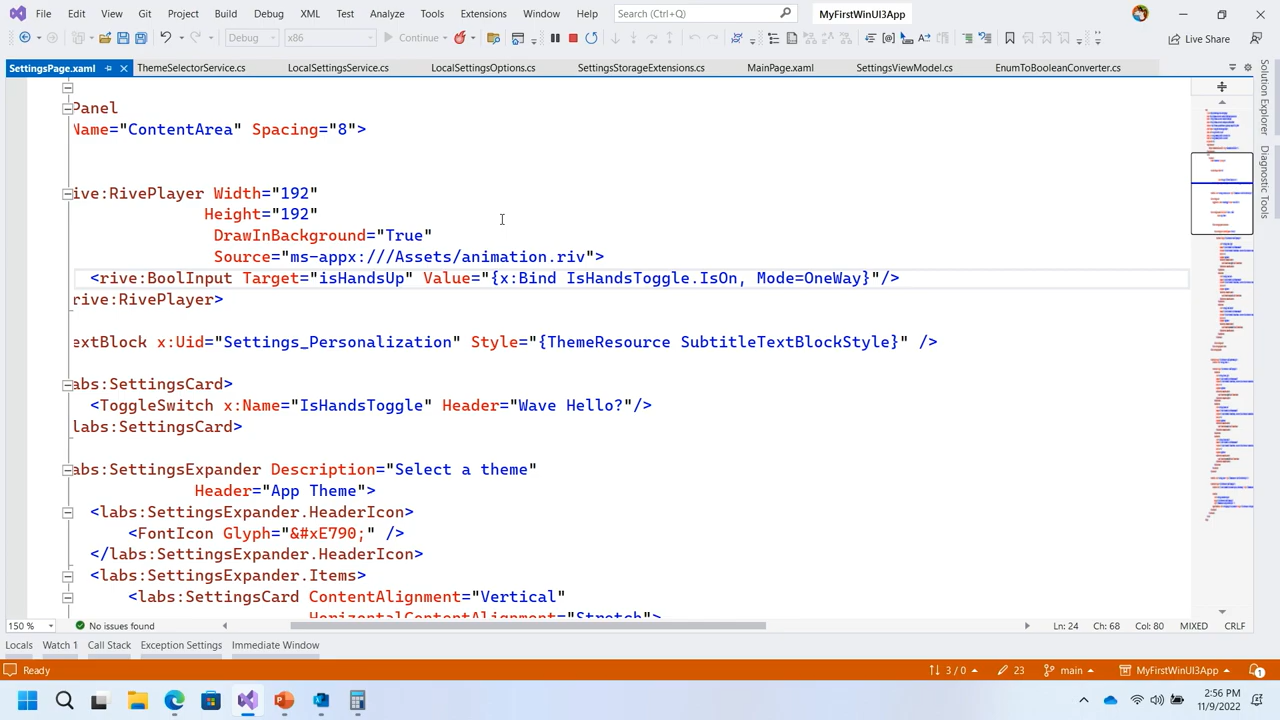 File Edit View Git Project Build Debug XML Test Analyze Tools Extensions Window Help Search (Ctrl+Q) MyFirstWinUI3App
Debug x86 Continue Live Share
SettingsPage.xaml ThemeSelectorService.cs LocalSettingsService.cs SettingsStorageExtensions.cs EnumToBooleanConverter.cs
Panel
Name="ContentArea" Spacing="8">
ive:RivePlayer Width="192"
Height="192"
DrawInBackground="True"
Source="ms-appx:///Assets/animation.riv">
<rive:BoolInput Target="isHandsUp" Value="{x:Bind IsHandsToggle.IsOn, Mode=OneWay}" />
rive:RivePlayer>
extBlock x:Uid="Settings_Personalization" Style="{ThemeResource SubtitleTextBlockStyle}" />
abs:SettingsCard>
<ToggleSwitch x:Name="IsHandsToggle" Header="Wave Hello?"/>
labs:SettingsCard>
abs:SettingsExpander Description="Select a theme"
Header="App Theme">
<labs:SettingsExpander.HeaderIcon>
<FontIcon Glyph="&#xE790;" />
</labs:SettingsExpander.HeaderIcon>
<labs:SettingsExpander.Items>
<labs:SettingsCard ContentAlignment="Vertical"
HorizontalContentAlignment="Stretch">
Solution Explorer
Diagnostic Tools
150 % No issues found Ln: 24 Ch: 68 Col: 80 MIXED CRLF
Locals Watch 1 Call Stack Exception Settings Immediate Window
Ready 3 / 0 23 main MyFirstWinUI3App 1
2:56 PM
11/9/2022